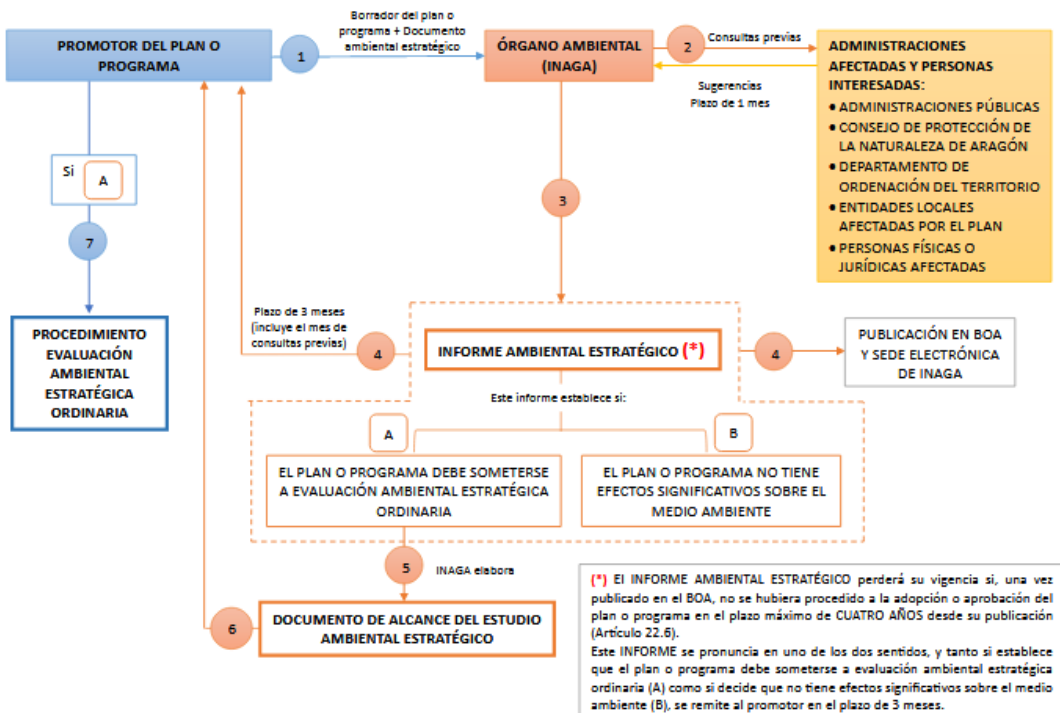 PROMOTOR DEL PLAN O
PROGRAMA
1
Borrador del plan o
programa + Documento
ambiental estratégico
ÓRGANO AMBIENTAL
(INAGA)
2
Consultas previas
Sugerencias
Plazo de 1 mes
ADMINISTRACIONES
AFECTADAS Y PERSONAS
INTERESADAS:
• ADMINISTRACIONES PÚBLICAS
• CONSEJO DE PROTECCIÓN DE
LA NATURALEZA DE ARAGÓN
• DEPARTAMENTO DE
ORDENACIÓN DEL TERRITORIO
• ENTIDADES LOCALES
AFECTADAS POR EL PLAN
• PERSONAS FÍSICAS O
JURÍDICAS AFECTADAS
Si
A
7
PROCEDIMIENTO
EVALUACIÓN
AMBIENTAL
ESTRATÉGICA
ORDINARIA
3
Plazo de 3 meses
(incluye el mes de
consultas previas)
4
INFORME AMBIENTAL ESTRATÉGICO (*)
4
PUBLICACIÓN EN BOA
Y SEDE ELECTRÓNICA
DE INAGA
Este informe establece si:
A
B
EL PLAN O PROGRAMA DEBE SOMETERSE
A EVALUACIÓN AMBIENTAL ESTRATÉGICA
ORDINARIA
EL PLAN O PROGRAMA NO TIENE
EFECTOS SIGNIFICATIVOS SOBRE EL
MEDIO AMBIENTE
5
INAGA elabora
6
DOCUMENTO DE ALCANCE DEL ESTUDIO
AMBIENTAL ESTRATÉGICO
(*) El INFORME AMBIENTAL ESTRATÉGICO perderá su vigencia si, una vez
publicado en el BOA, no se hubiera procedido a la adopción o aprobación del
plan o programa en el plazo máximo de CUATRO AÑOS desde su publicación
(Artículo 22.6).
Este INFORME se pronuncia en uno de los dos sentidos, y tanto si establece
que el plan o programa debe someterse a evaluación ambiental estratégica
ordinaria (A) como si decide que no tiene efectos significativos sobre el medio
ambiente (B), se remite al promotor en el plazo de 3 meses.